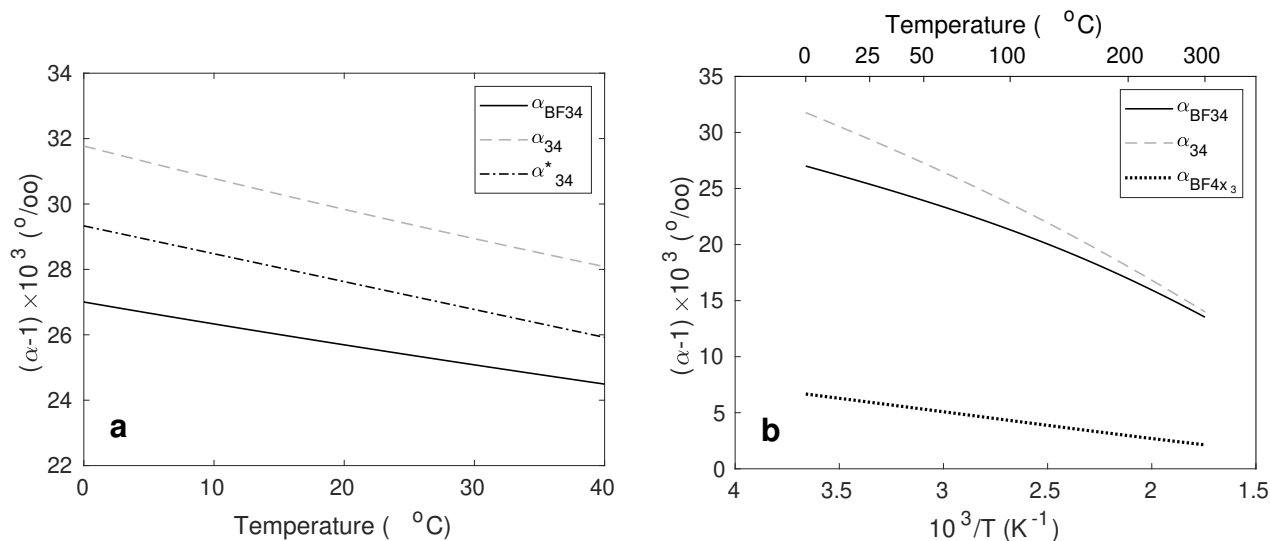 34
32
30
28
26
24
22
(α-1) ×10³ (°/oo)
0 10 20 30 40
Temperature ( °C)
α_BF34
α_34
α*_34
a
Temperature ( °C)
0 25 50 100 200 300
35
30
25
20
15
10
5
0
(α-1) ×10³ (°/oo)
4 3.5 3 2.5 2 1.5
10³/T (K⁻¹)
α_BF34
α_34
α_BF4x₃
b